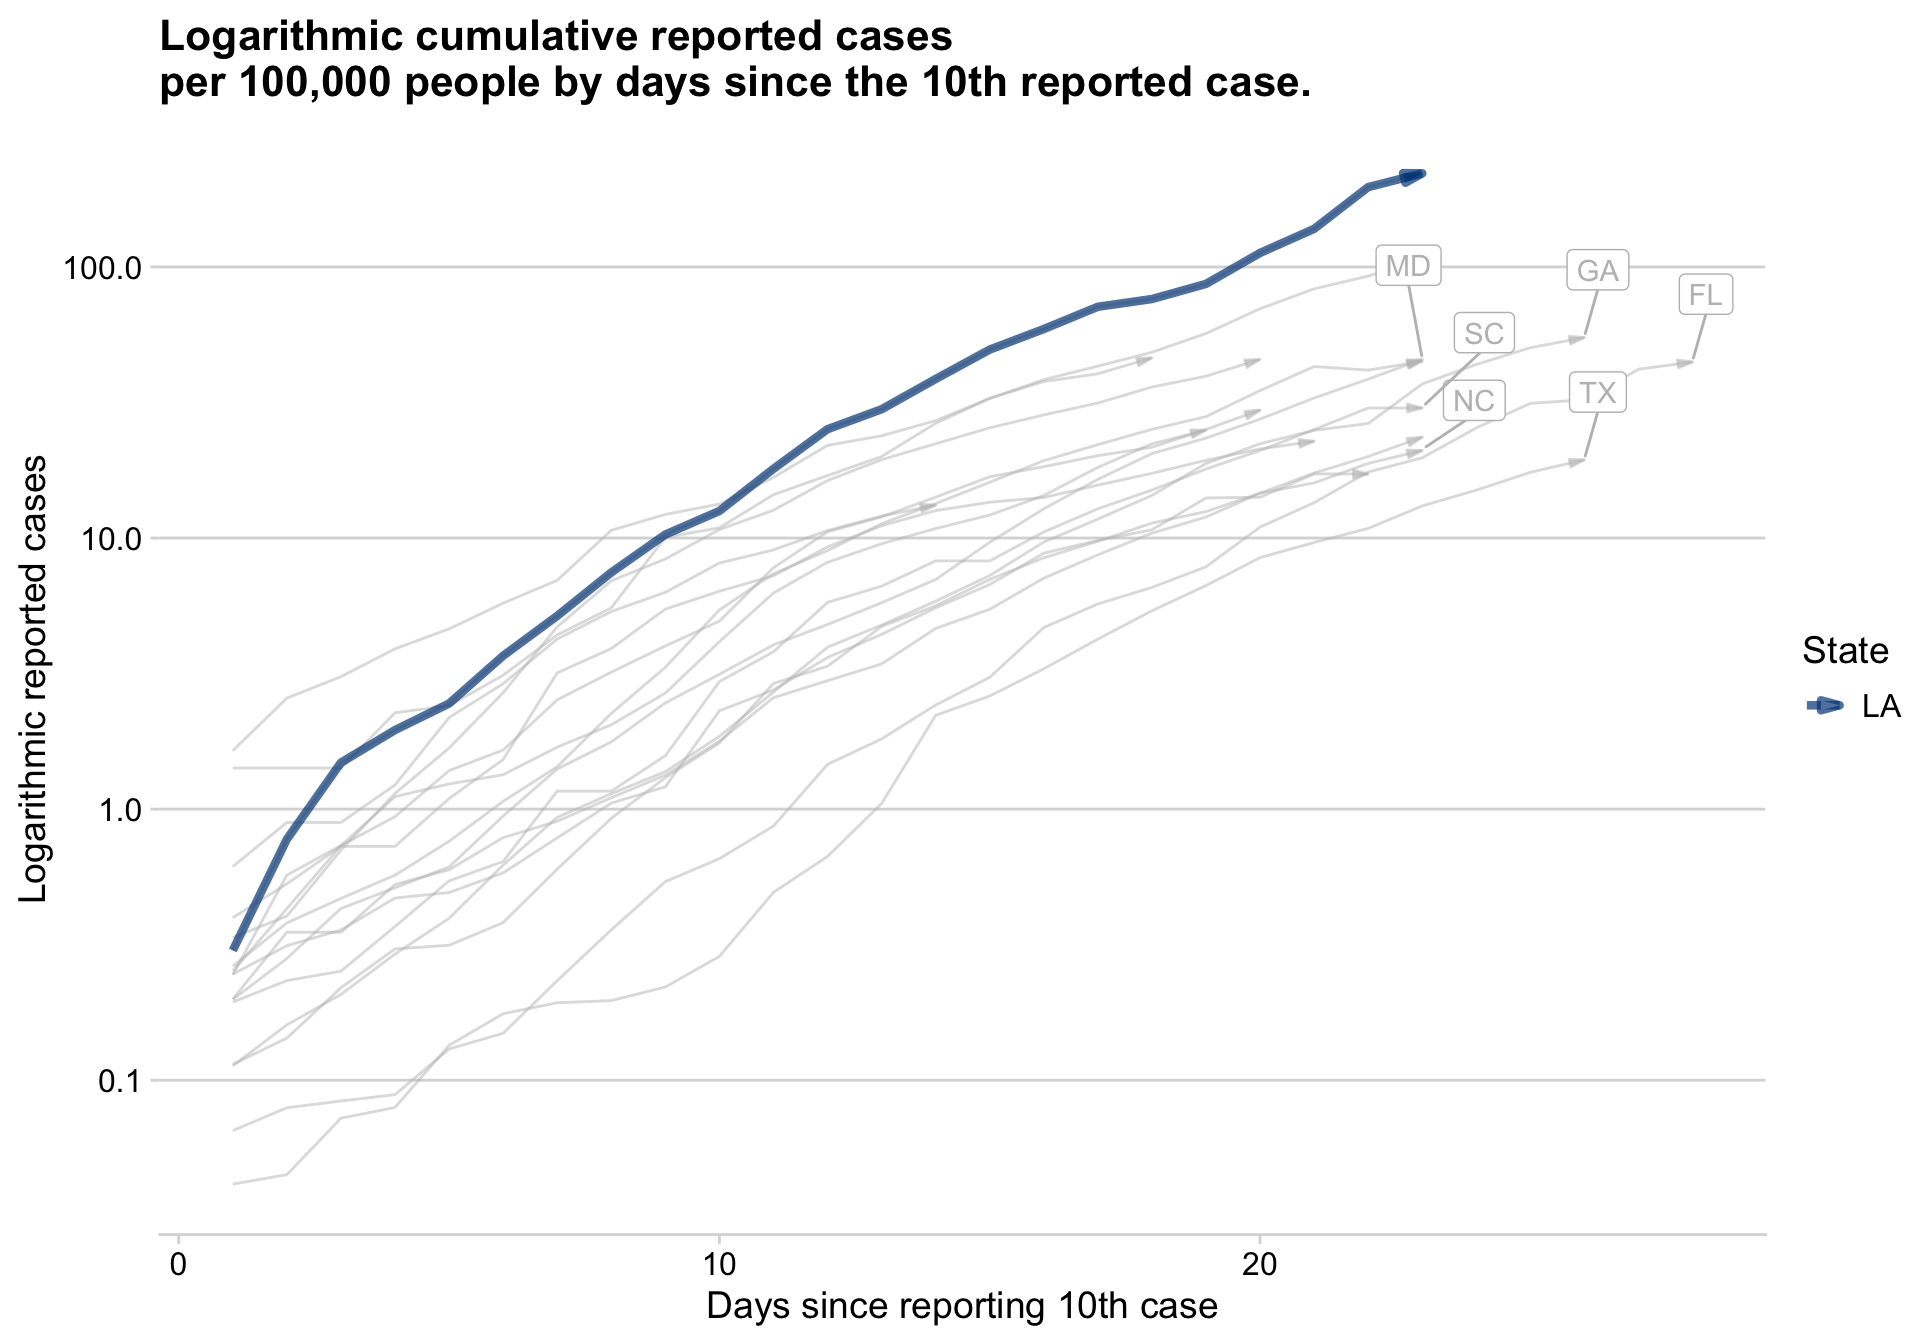 Logarithmic cumulative reported cases
per 100,000 people by days since the 10th reported case.
100.0
10.0
1.0
0.1
Logarithmic reported cases
MD
GA
FL
SC
NC
TX
State
LA
0
10
20
Days since reporting 10th case